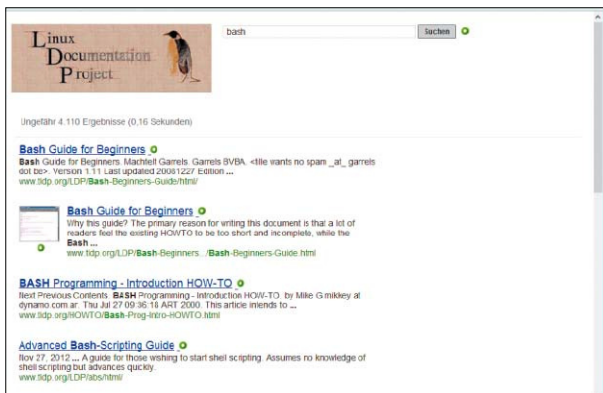 Linux
Documentation
Project
bash
Suchen
Ungefähr 4.110 Ergebnisse (0,16 Sekunden)
Bash Guide for Beginners
Bash Guide for Beginners. Machtelt Garrels. Garrels BVBA. <tille wants no spam _at_ garrels
dot be>. Version 1.11 Last updated 20081227 Edition ...
www.tldp.org/LDP/Bash-Beginners-Guide/html/
Bash Guide for Beginners
Why this guide? The primary reason for writing this document is that a lot of
readers feel the existing HOWTO to be too short and incomplete, while the
Bash ...
www.tldp.org/LDP/Bash-Beginners.../Bash-Beginners-Guide.html
BASH Programming - Introduction HOW-TO
Next Previous Contents. BASH Programming - Introduction HOW-TO. by Mike G mikkey at
dynamo.com.ar. Thu Jul 27 09:36:18 ART 2000. This article intends to ...
www.tldp.org/HOWTO/Bash-Prog-Intro-HOWTO.html
Advanced Bash-Scripting Guide
Nov 27, 2012 ... A guide for those wishing to start shell scripting. Assumes no knowledge of
shell scripting but advances quickly.
www.tldp.org/LDP/abs/html/